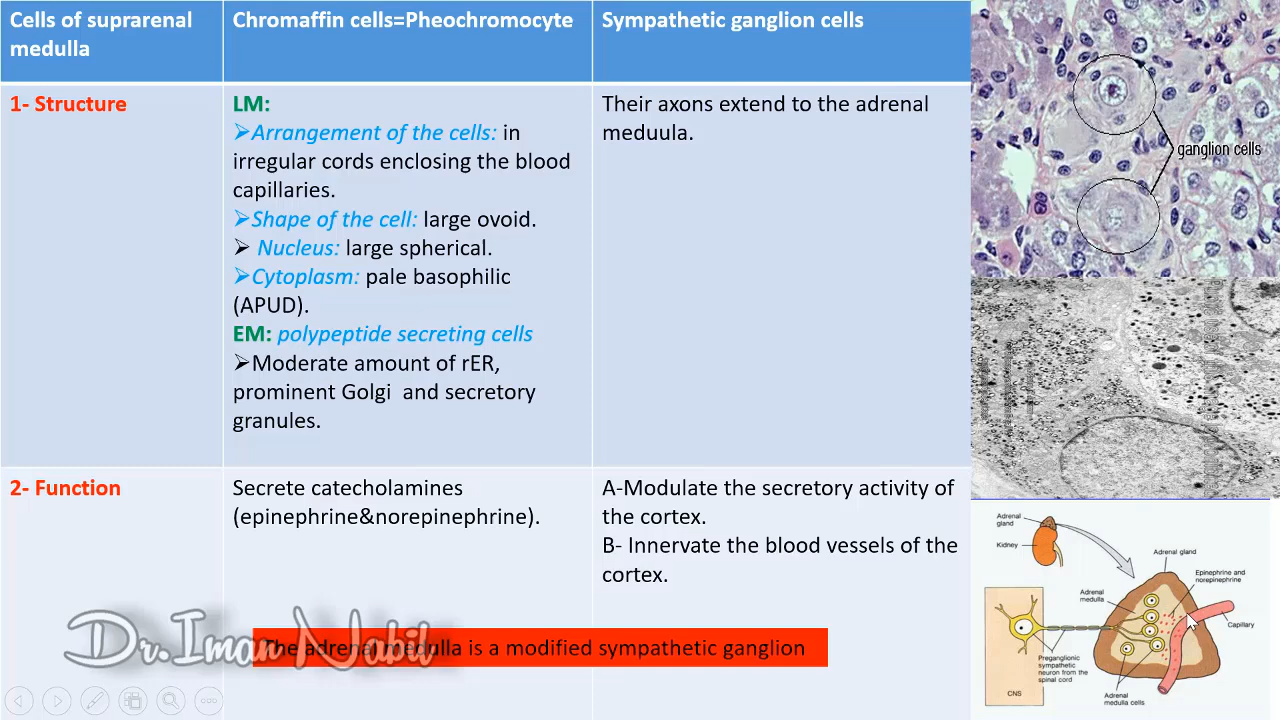 Cells of suprarenal
medulla
Chromaffin cells=Pheochromocyte
Sympathetic ganglion cells
1- Structure
LM:
➢Arrangement of the cells: in
irregular cords enclosing the blood
capillaries.
➢Shape of the cell: large ovoid.
➢ Nucleus: large spherical.
➢Cytoplasm: pale basophilic
(APUD).
EM: polypeptide secreting cells
➢Moderate amount of rER,
prominent Golgi  and secretory
granules.
Their axons extend to the adrenal
meduula.
2- Function
Secrete catecholamines
(epinephrine&norepinephrine).
A-Modulate the secretory activity of
the cortex.
B- Innervate the blood vessels of the
cortex.
The adrenal medulla is a modified sympathetic ganglion
Dr.Iman Nabil
ganglion cells
Adrenal
gland
Kidney
Adrenal gland
Epinephrine and
norepinephrine
Adrenal
medulla
Capillary
Preganglionic
sympathetic
neuron from the
spinal cord
CNS
Adrenal
medulla cells